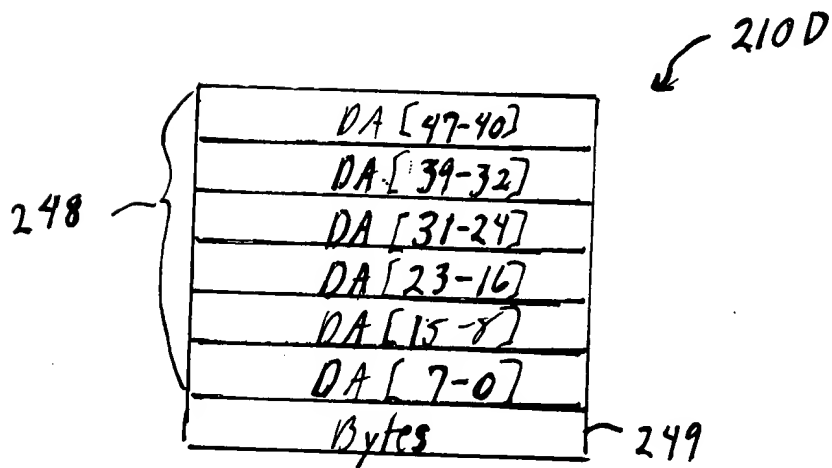 210 D
DA [47-40]
DA [39-32]
248
DA [31-24]
DA [23-16]
DA [15-8]
DA [7-0]
Bytes
249